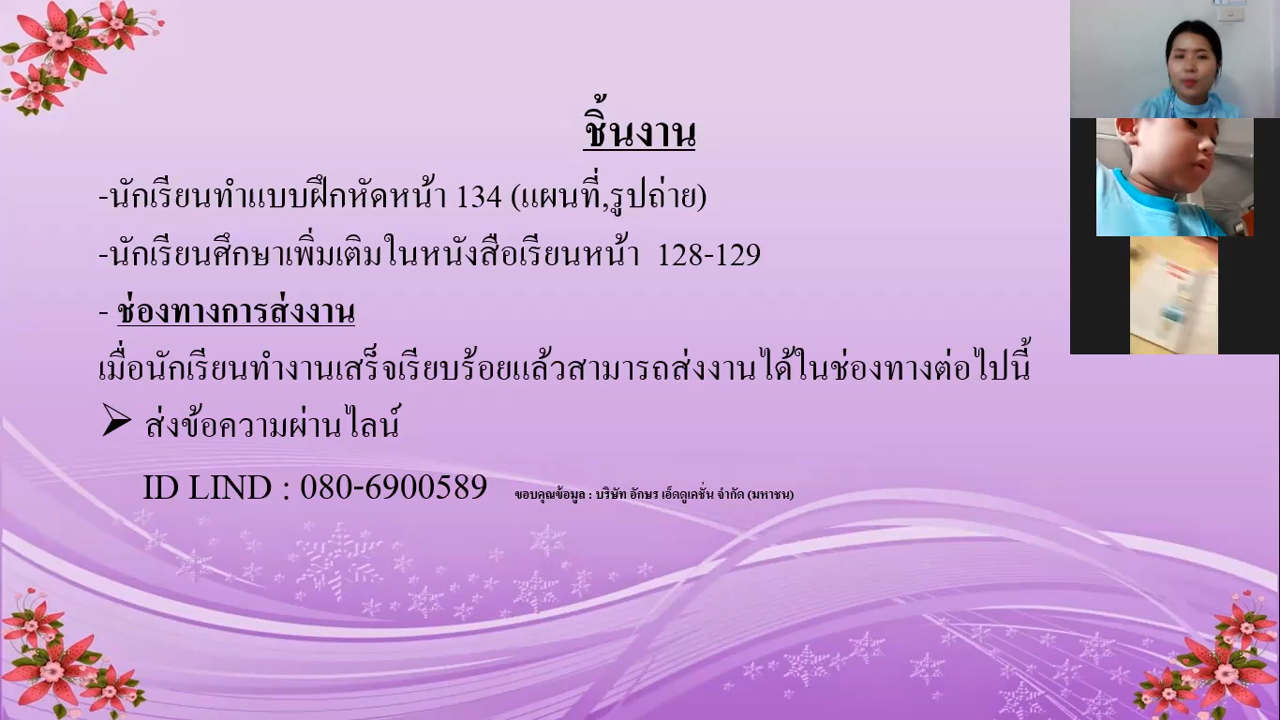 ชิ้นงาน
-นักเรียนทำแบบฝึกหัดหน้า 134 (แผนที่,รูปถ่าย)
-นักเรียนศึกษาเพิ่มเติมในหนังสือเรียนหน้า 128-129
- ช่องทางการส่งงาน
เมื่อนักเรียนทำงานเสร็จเรียบร้อยแล้วสามารถส่งงานได้ในช่องทางต่อไปนี้
➢ ส่งข้อความผ่านไลน์
ID LIND : 080-6900589 ขอบคุณข้อมูล : บริษัท อักษร เอ็ดดูเคชั่น จำกัด (มหาชน)